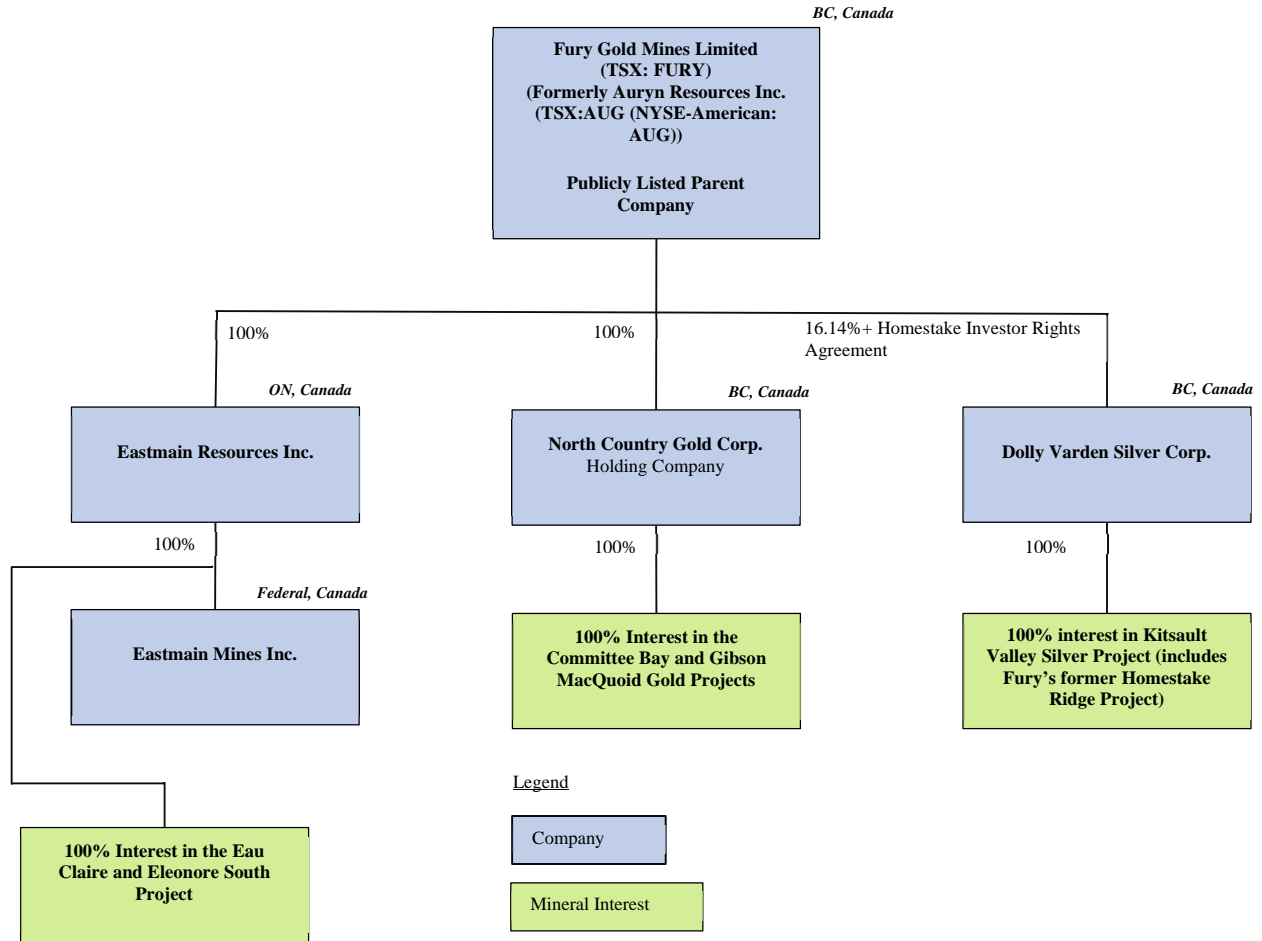 BC, Canada
Fury Gold Mines Limited
(TSX: FURY)
(Formerly Auryn Resources Inc.
(TSX:AUG (NYSE-American:
AUG))
Publicly Listed Parent
Company
100%
100%
16.14%+ Homestake Investor Rights
Agreement
ON, Canada
BC, Canada
BC, Canada
Eastmain Resources Inc.
North Country Gold Corp.
Holding Company
Dolly Varden Silver Corp.
100%
100%
100%
Federal, Canada
Eastmain Mines Inc.
100% Interest in the
Committee Bay and Gibson
MacQuoid Gold Projects
100% interest in Kitsault
Valley Silver Project (includes
Fury’s former Homestake
Ridge Project)
100% Interest in the Eau
Claire and Eleonore South
Project
Legend
Company
Mineral Interest